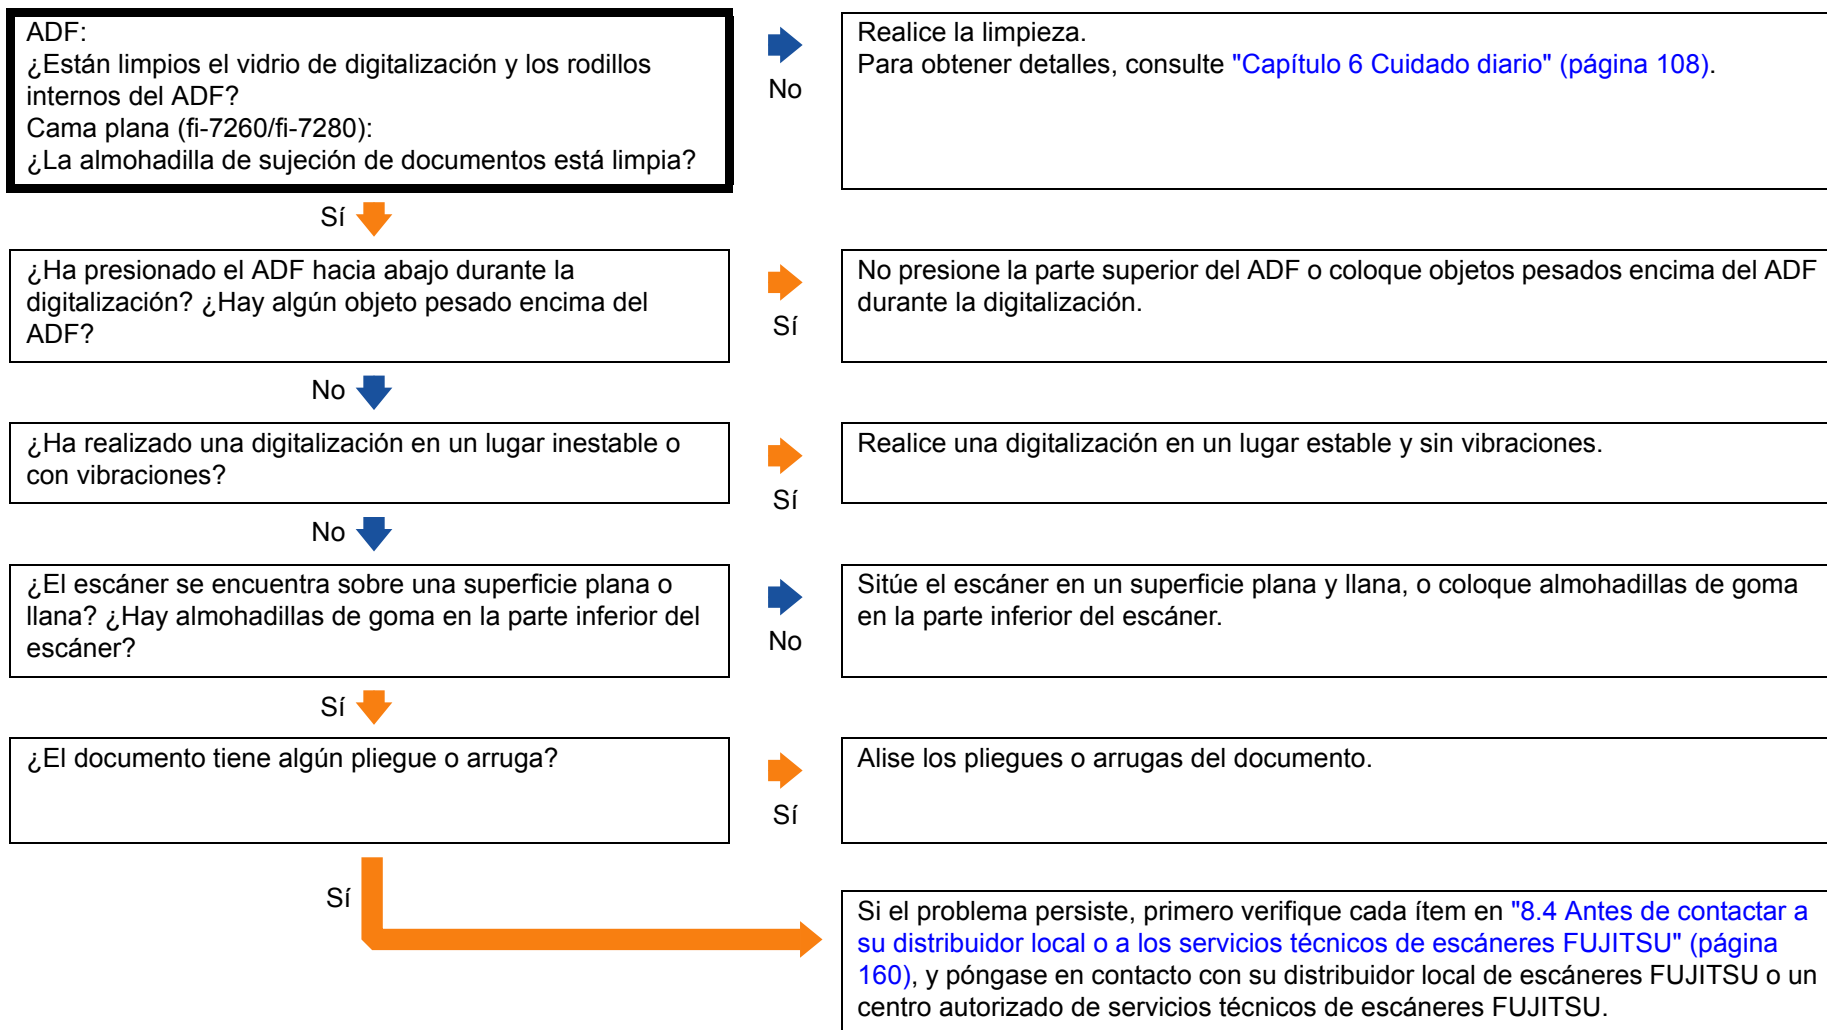 ADF:
¿Están limpios el vidrio de digitalización y los rodillos
internos del ADF?
Cama plana (fi-7260/fi-7280):
¿La almohadilla de sujeción de documentos está limpia?
No
Realice la limpieza.
Para obtener detalles, consulte "Capítulo 6 Cuidado diario" (página 108).
Sí
¿Ha presionado el ADF hacia abajo durante la
digitalización? ¿Hay algún objeto pesado encima del
ADF?
Sí
No presione la parte superior del ADF o coloque objetos pesados encima del ADF
durante la digitalización.
No
¿Ha realizado una digitalización en un lugar inestable o
con vibraciones?
Sí
Realice una digitalización en un lugar estable y sin vibraciones.
No
¿El escáner se encuentra sobre una superficie plana o
llana? ¿Hay almohadillas de goma en la parte inferior del
escáner?
No
Sitúe el escáner en un superficie plana y llana, o coloque almohadillas de goma
en la parte inferior del escáner.
Sí
¿El documento tiene algún pliegue o arruga?
Sí
Alise los pliegues o arrugas del documento.
Sí
Si el problema persiste, primero verifique cada ítem en "8.4 Antes de contactar a
su distribuidor local o a los servicios técnicos de escáneres FUJITSU" (página
160), y póngase en contacto con su distribuidor local de escáneres FUJITSU o un
centro autorizado de servicios técnicos de escáneres FUJITSU.